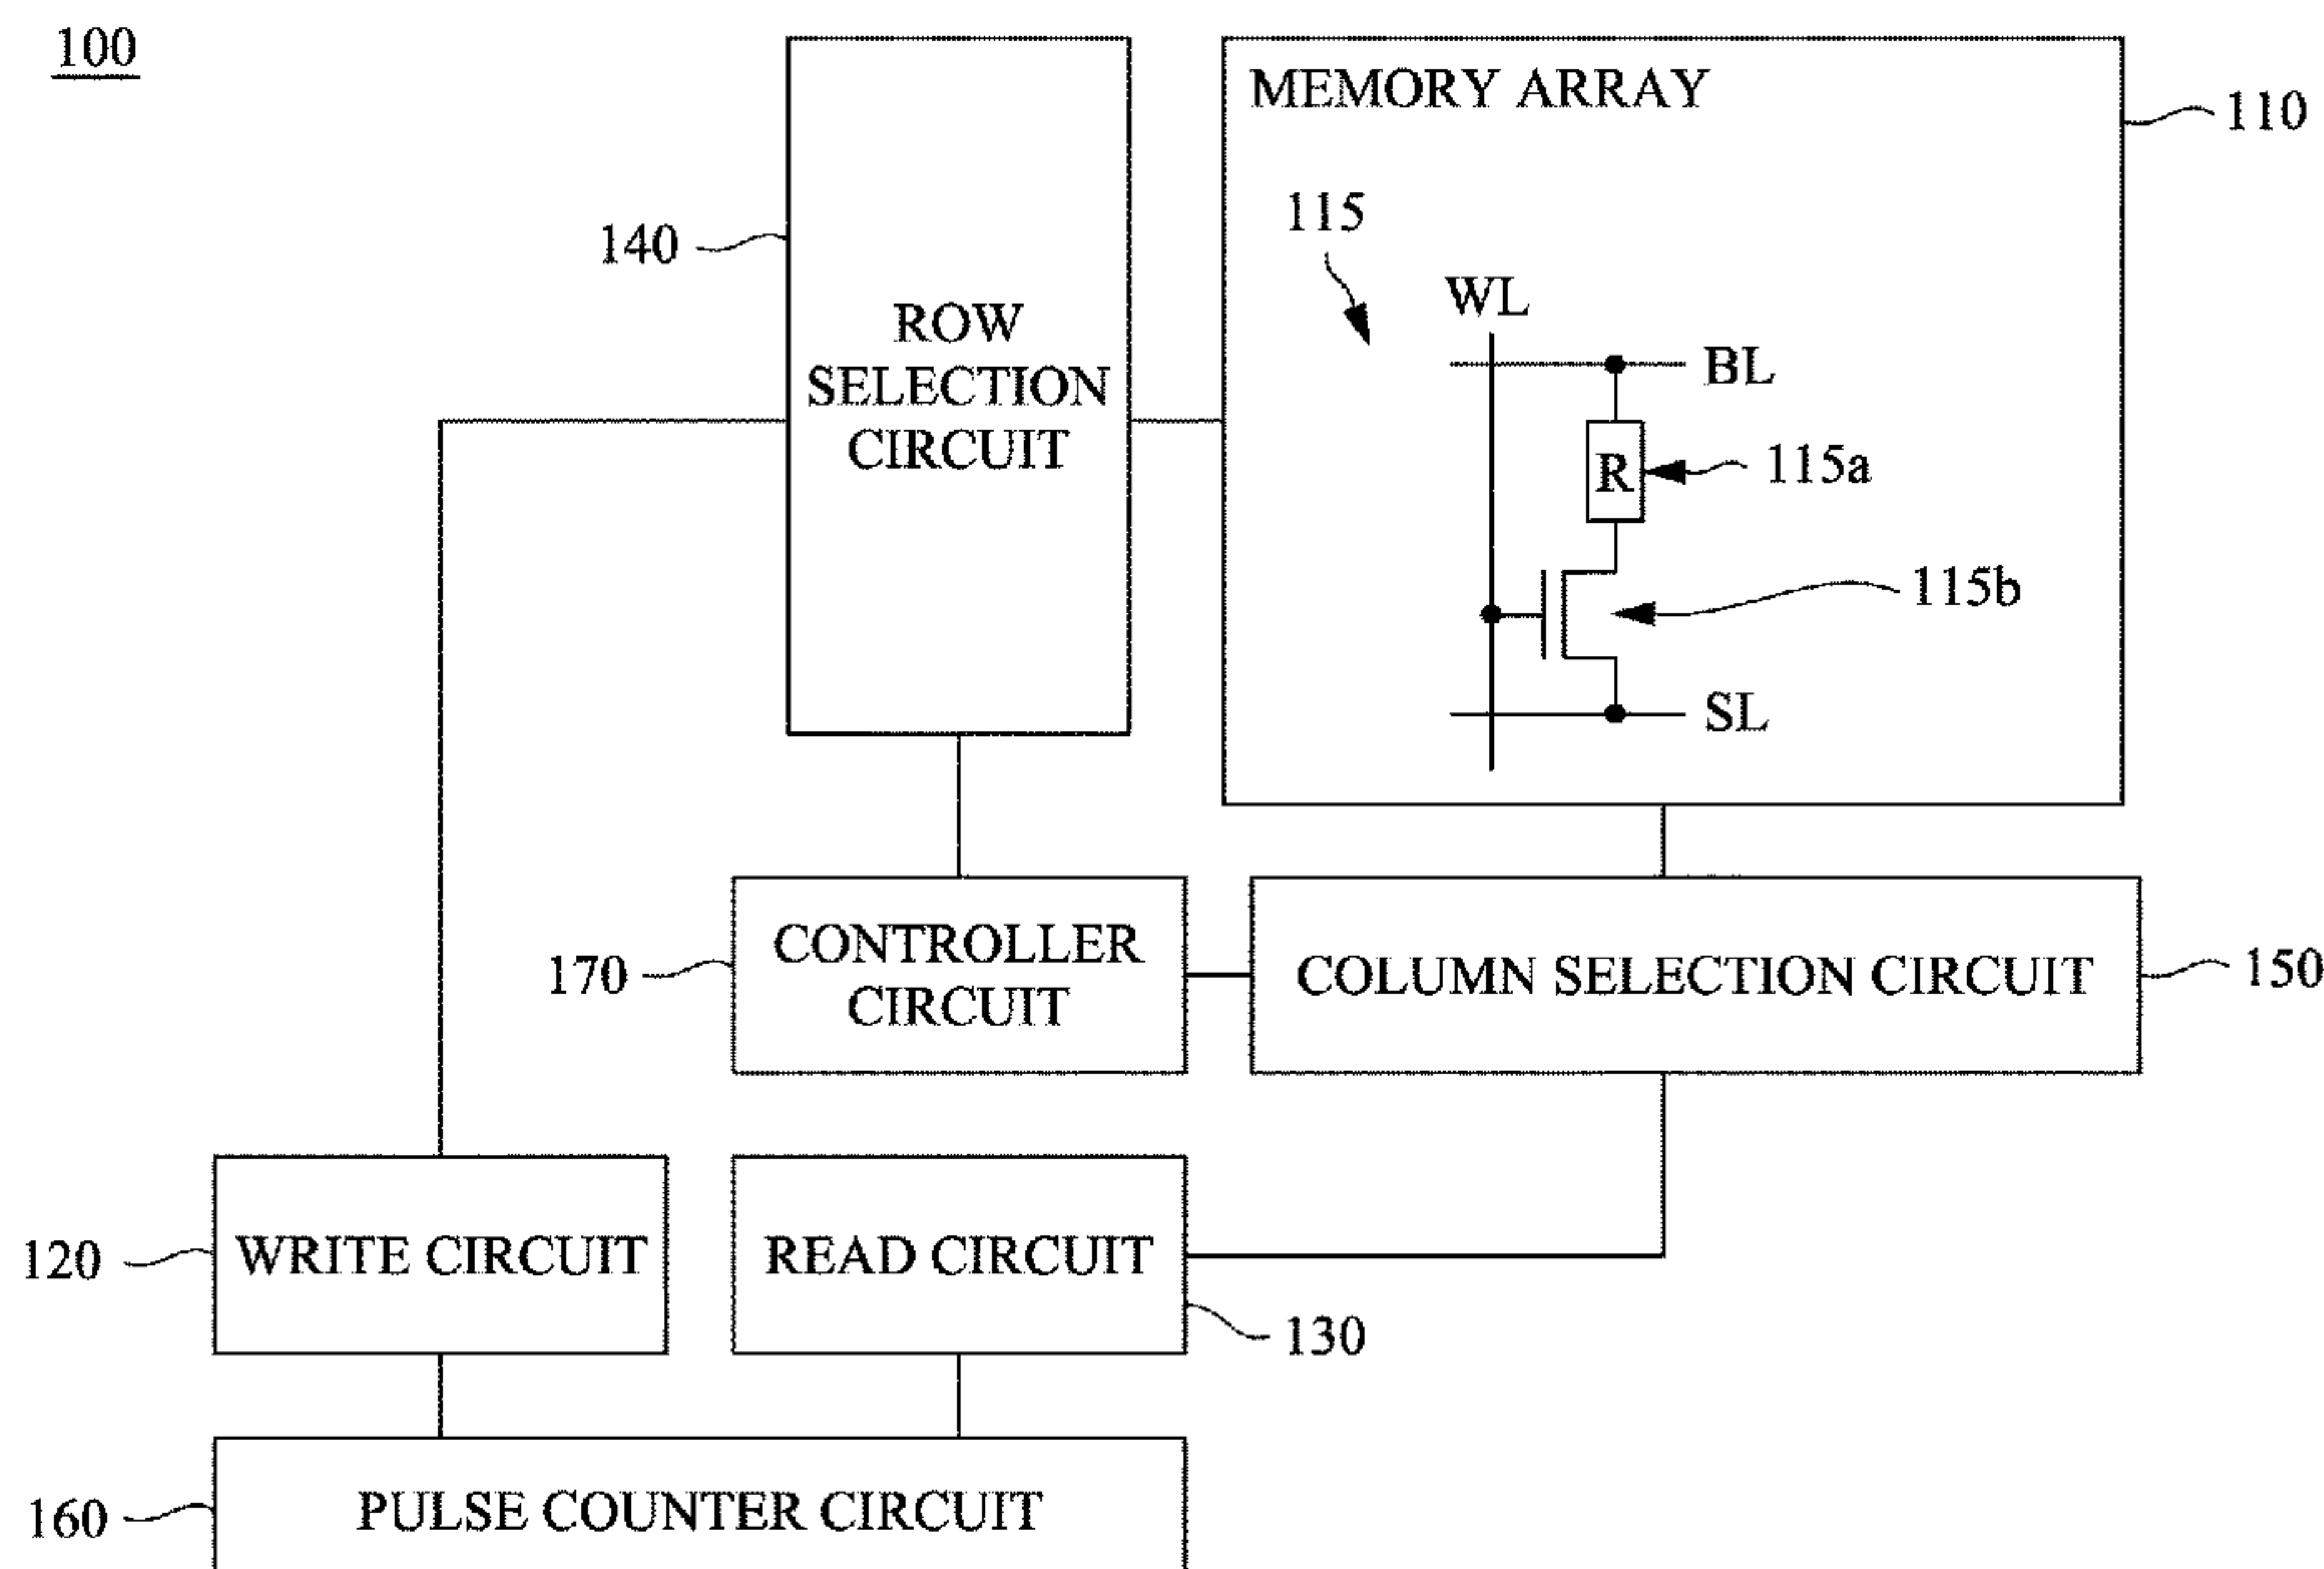 100
MEMORY ARRAY
110
140
ROW
SELECTION
CIRCUIT
115
WL
BL
R
115a
115b
SL
170
CONTROLLER
CIRCUIT
COLUMN SELECTION CIRCUIT
150
120
WRITE CIRCUIT
READ CIRCUIT
130
160
PULSE COUNTER CIRCUIT